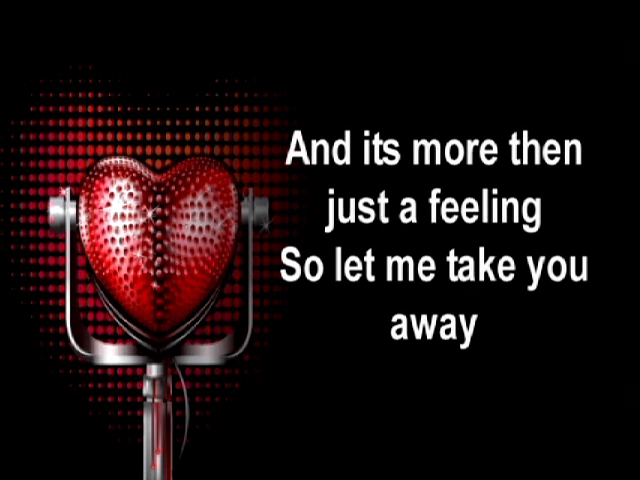 And its more then
just a feeling
So let me take you
away